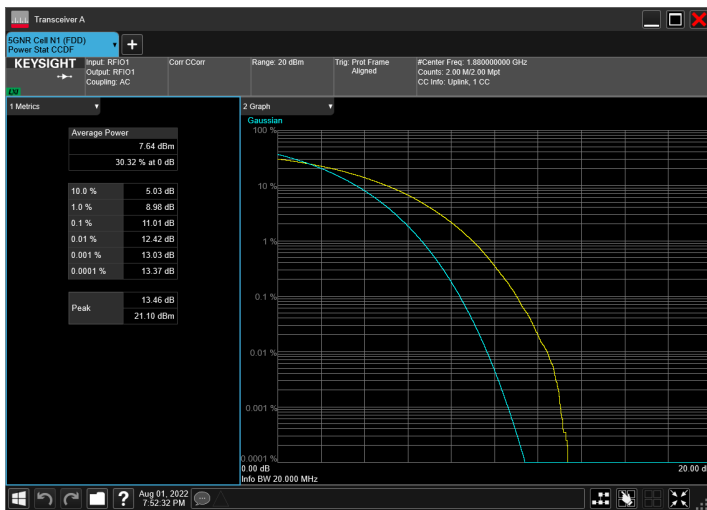 Transceiver A
5GNR Cell N1 (FDD)
Power Stat CCDF
KEYSIGHT
LXI
Input: RFIO1
Output: RFIO1
Coupling: AC
Corr CCorr
Range: 20 dBm
Trig: Prot Frame
Aligned
#Center Freq: 1.880000000 GHz
Counts: 2.00 M/2.00 Mpt
CC Info: Uplink, 1 CC
1 Metrics
Average Power
7.64 dBm
30.32 % at 0 dB
10.0 % 5.03 dB
1.0 % 8.98 dB
0.1 % 11.01 dB
0.01 % 12.42 dB
0.001 % 13.03 dB
0.0001 % 13.37 dB
Peak
13.46 dB
21.10 dBm
2 Graph
Gaussian
100 %
10 %
1 %
0.1 %
0.01 %
0.001 %
0.0001 %
0.00 dB
20.00 d
Info BW 20.000 MHz
?
Aug 01, 2022
7:52:32 PM